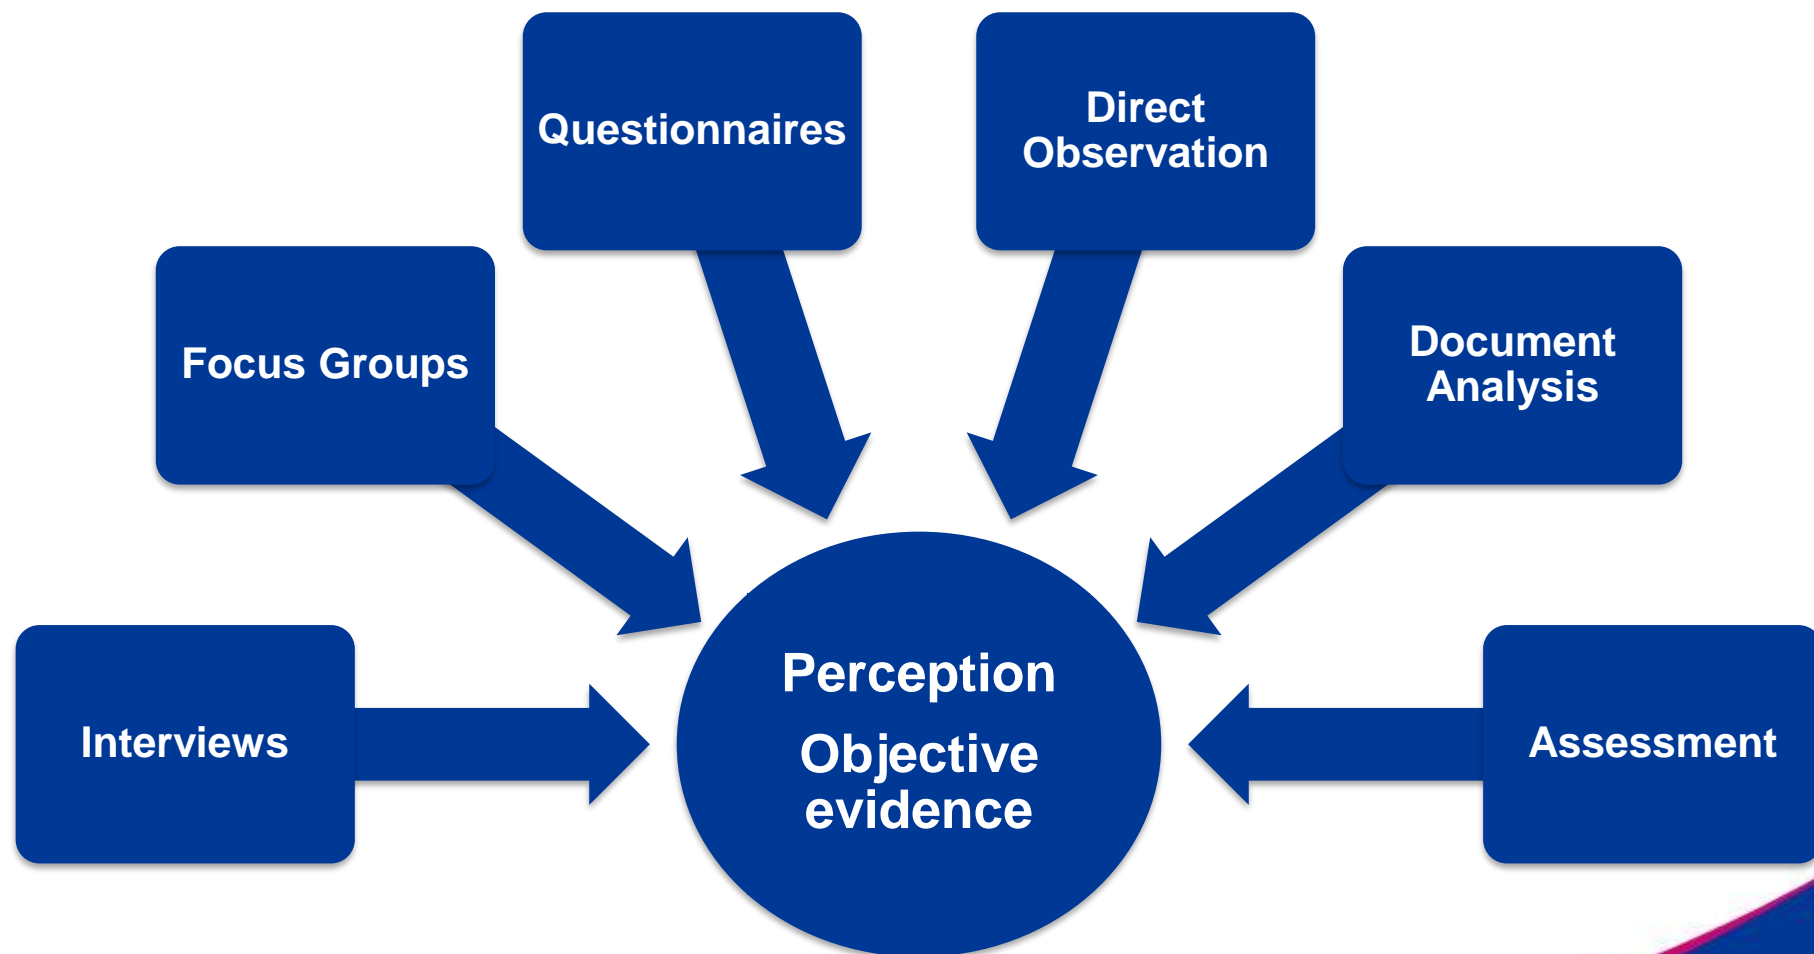 Questionnaires
Direct
Observation
Focus Groups
Document
Analysis
Interviews
Perception
Objective
evidence
Assessment